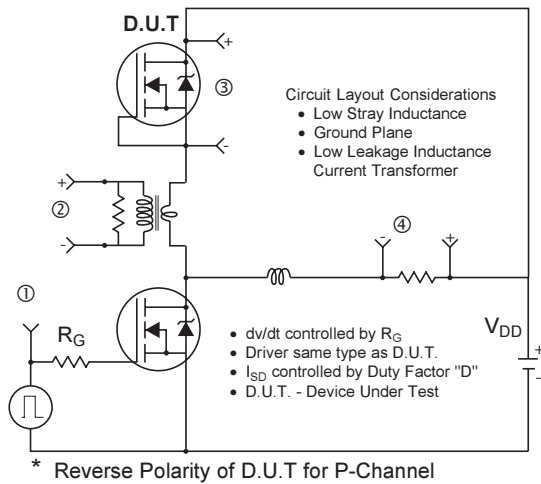 D.U.T
+
③
-
Circuit Layout Considerations
• Low Stray Inductance
• Ground Plane
• Low Leakage Inductance
Current Transformer
+
②
-
④
-
+
①
RG
• dv/dt controlled by RG
• Driver same type as D.U.T.
• ISD controlled by Duty Factor "D"
• D.U.T. - Device Under Test
VDD
+
-
* Reverse Polarity of D.U.T for P-Channel